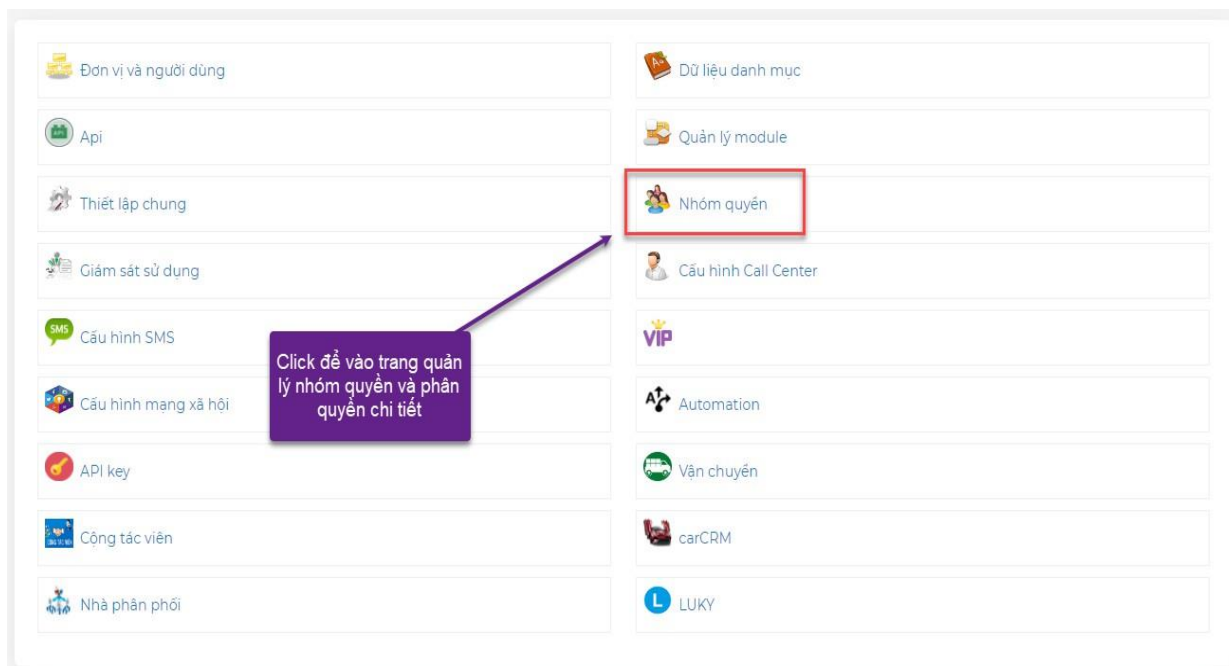 Đơn vị và người dùng
Dữ liệu danh mục
API
Api
Quản lý module
Thiết lập chung
Nhóm quyền
Giám sát sử dụng
Cấu hình Call Center
SMS
Cấu hình SMS
VIP
Click để vào trang quản
lý nhóm quyền và phân
quyền chi tiết
Cấu hình mạng xã hội
Automation
API key
Vận chuyển
Cộng tác viên
carCRM
Nhà phân phối
L
LUKY